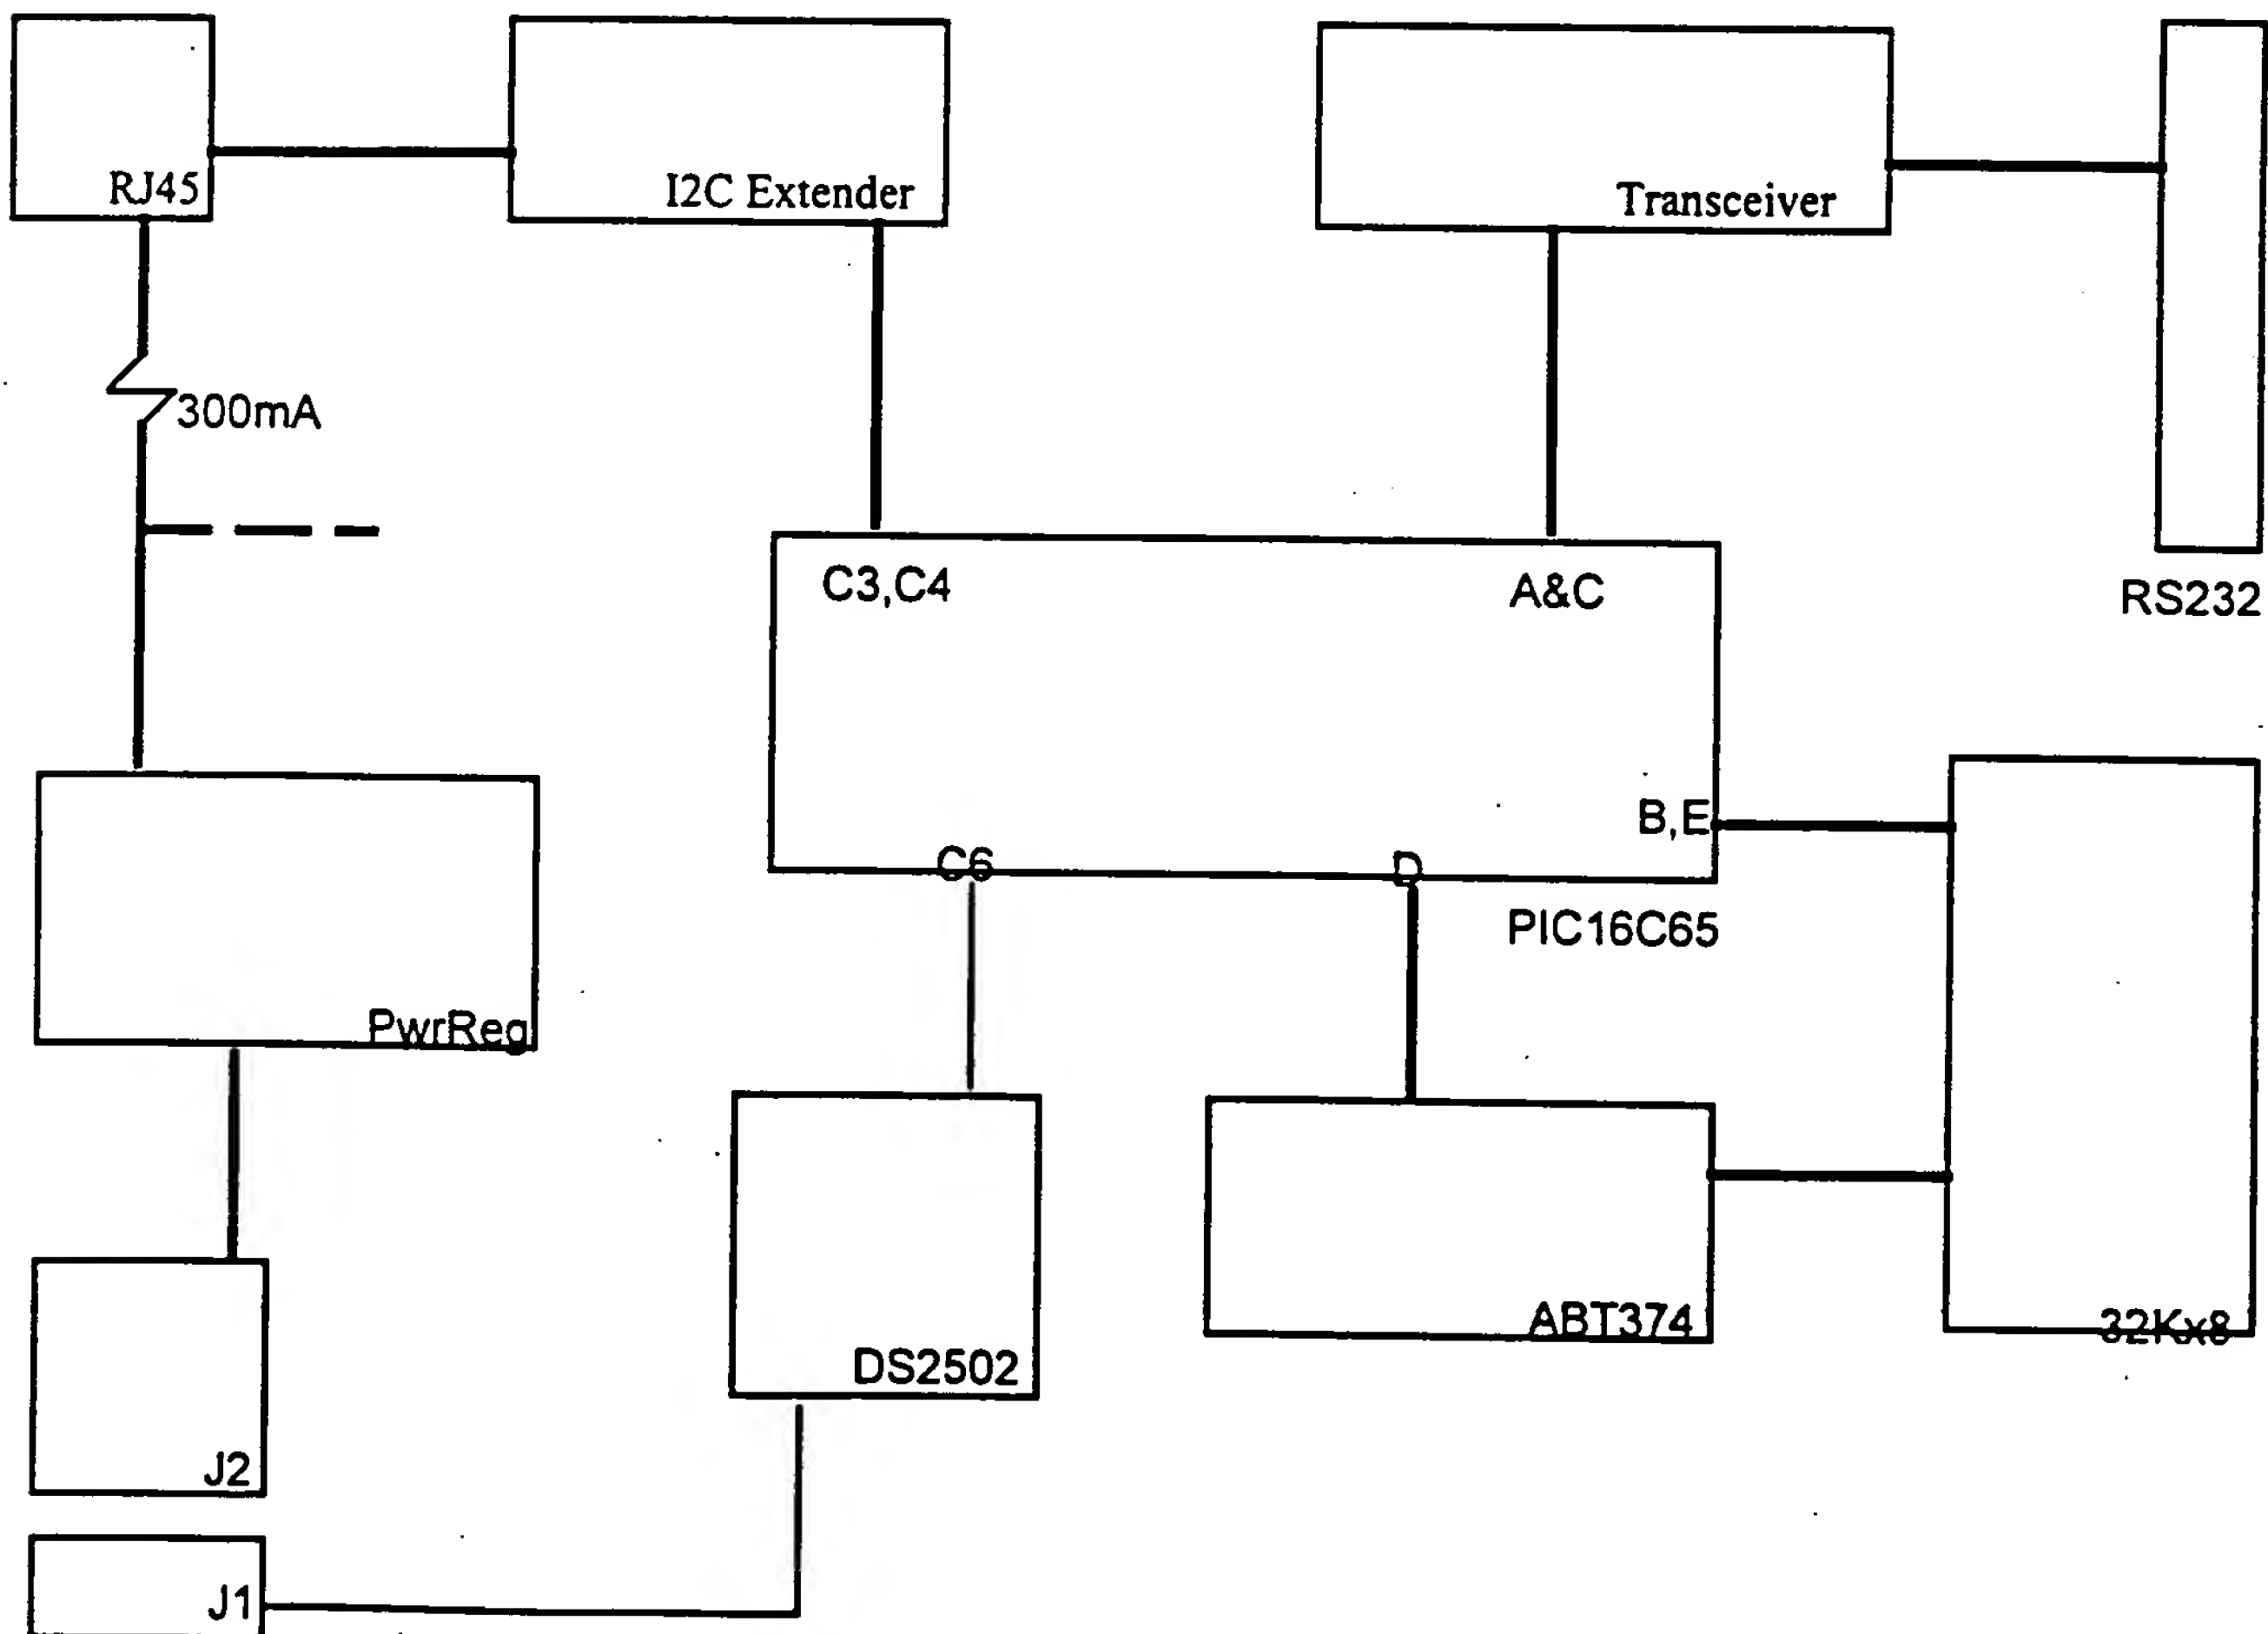 RJ45
I2C Extender
Transceiver
300mA
C3,C4
A&C
RS232
B,E
C6
D
PIC16C65
PwrReg
ABT374
32Kx8
DS2502
J2
J1